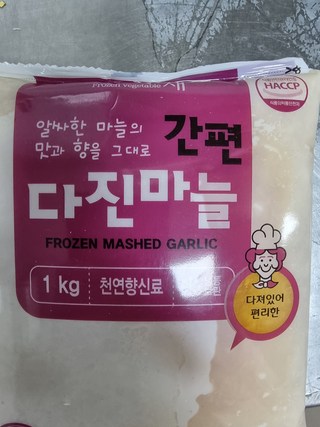 Frozen Vegetable
HACCP
알싸한 마늘의
맛과 향을 그대로
간편
다진마늘
FROZEN MASHED GARLIC
1 kg
천연향신료
다져있어
편리한